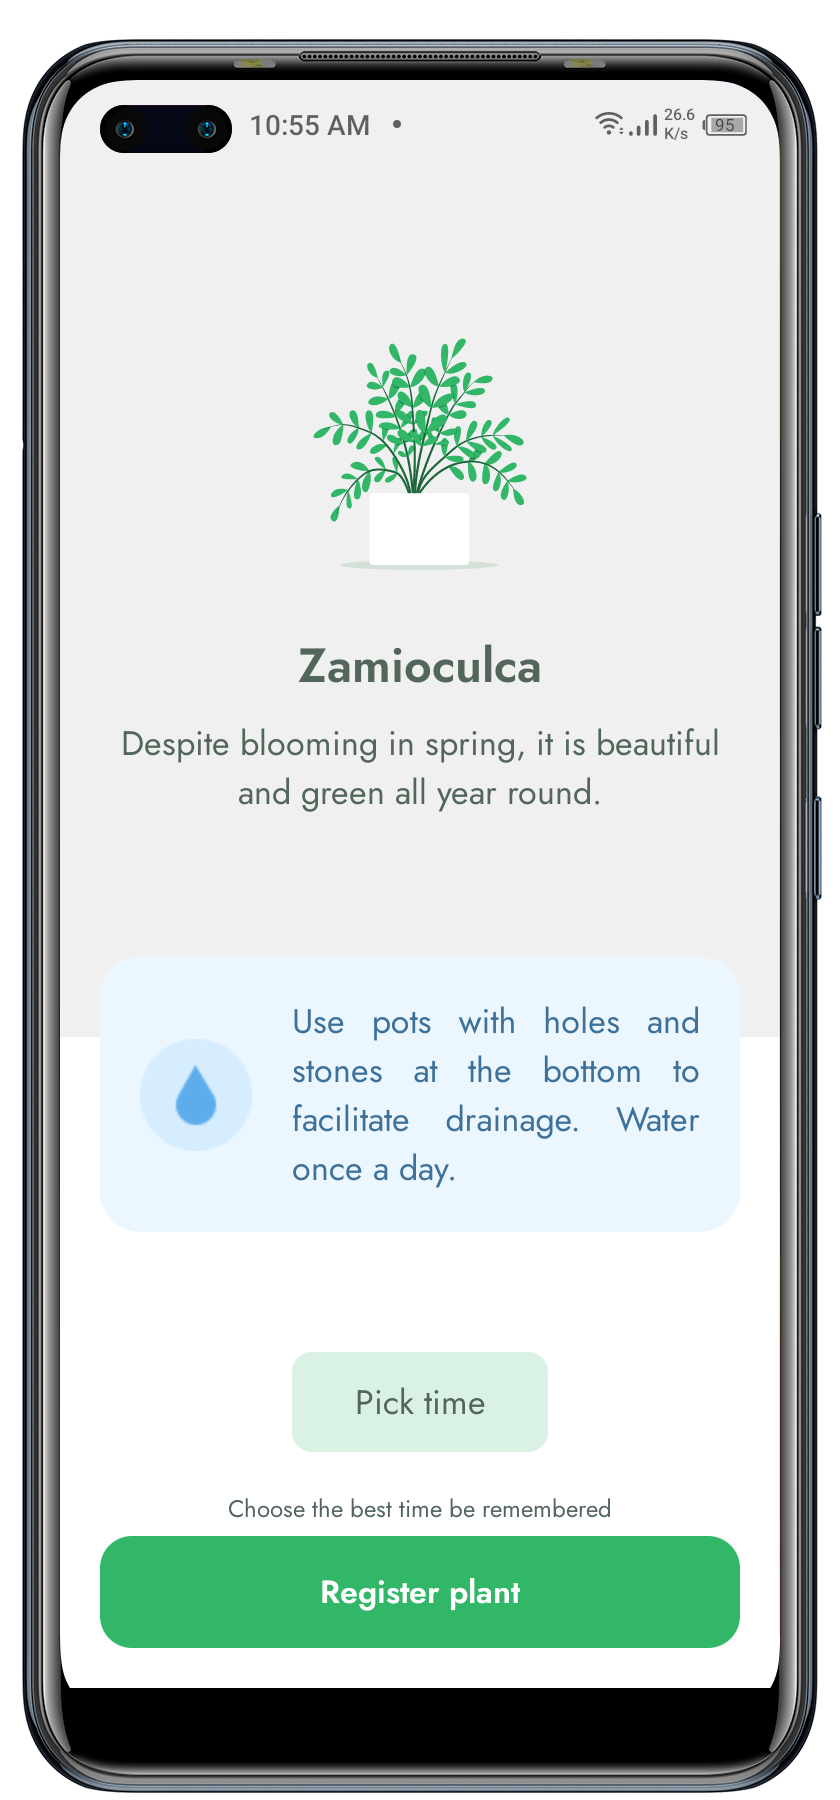 10:55 AM •
26.6
K/s
95
Zamioculca
Despite blooming in spring, it is beautiful
and green all year round.
Use pots with holes and
stones at the bottom to
facilitate drainage. Water
once a day.
Pick time
Choose the best time be remembered
Register plant